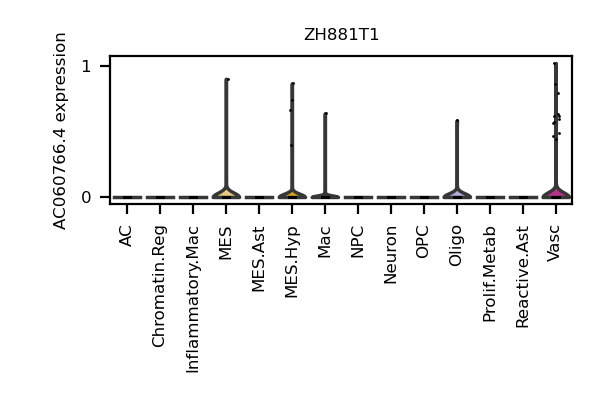 ZH881T1
AC060766.4 expression
1
0
AC
Chromatin.Reg
Inflammatory.Mac
MES
MES.Ast
MES.Hyp
Mac
NPC
Neuron
OPC
Oligo
Prolif.Metab
Reactive.Ast
Vasc